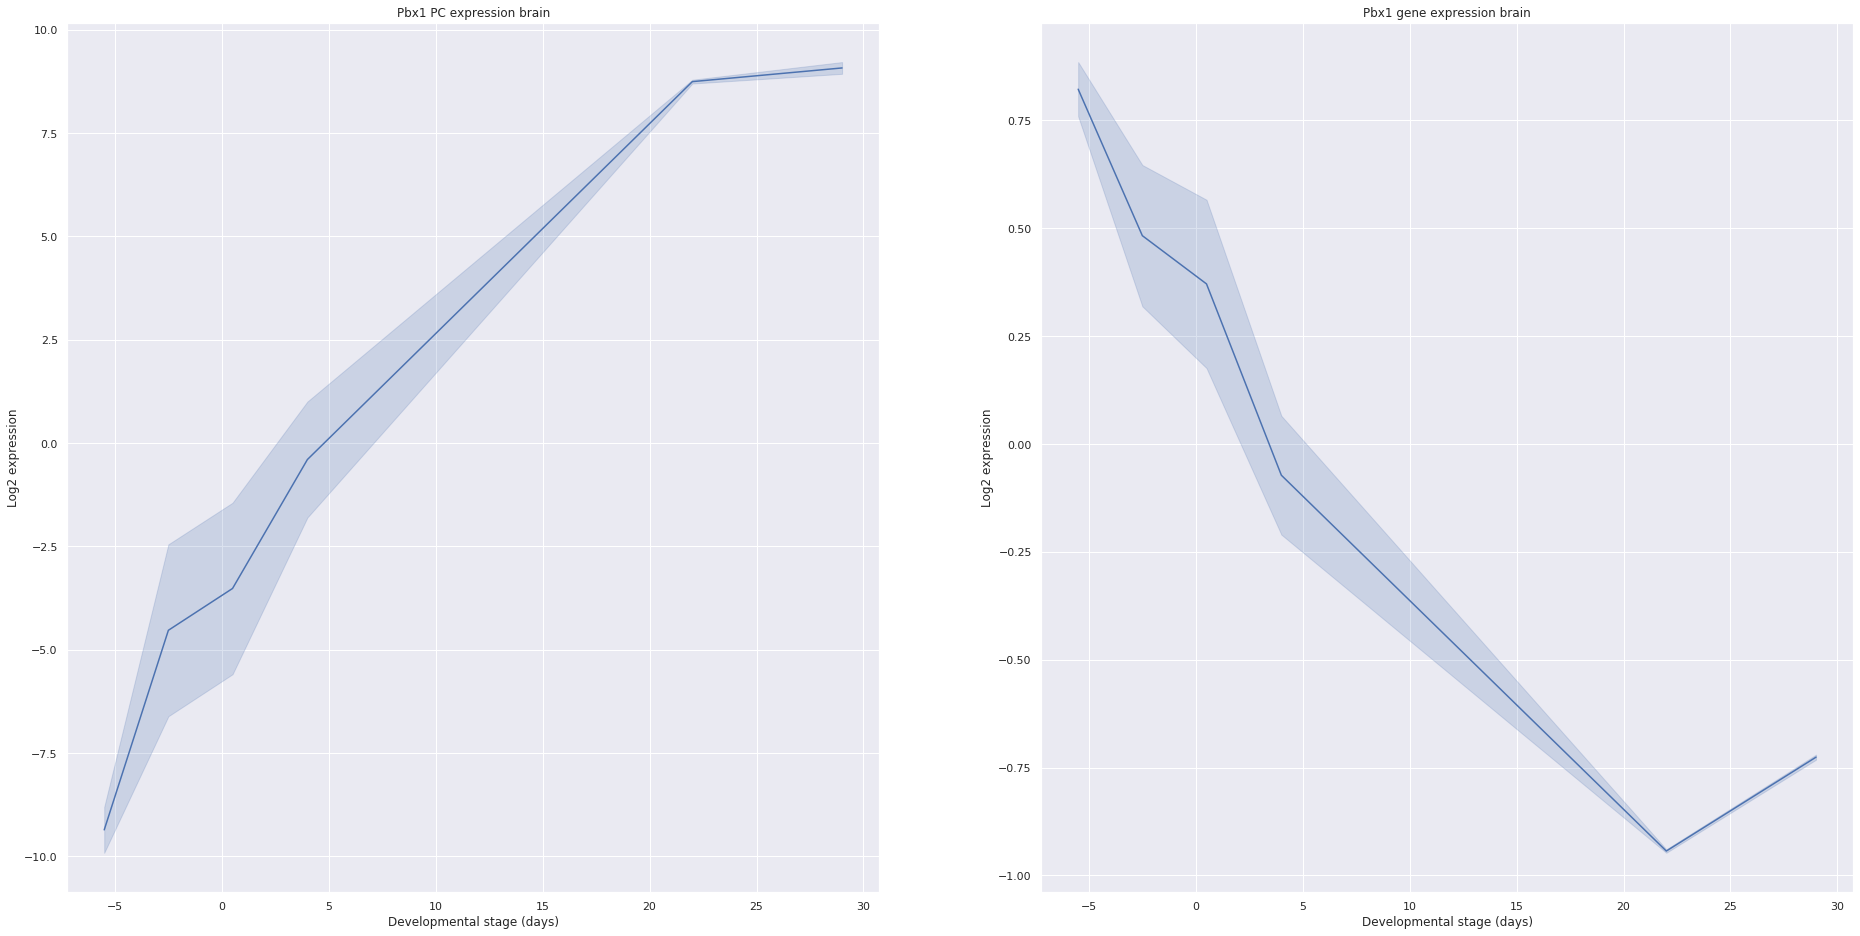 Pbx1 PC expression brain
10.0
7.5
5.0
2.5
0.0
−2.5
−5.0
−7.5
−10.0
Log2 expression
−5 0 5 10 15 20 25 30
Developmental stage (days)
Pbx1 gene expression brain
0.75
0.50
0.25
0.00
−0.25
−0.50
−0.75
−1.00
Log2 expression
−5 0 5 10 15 20 25 30
Developmental stage (days)